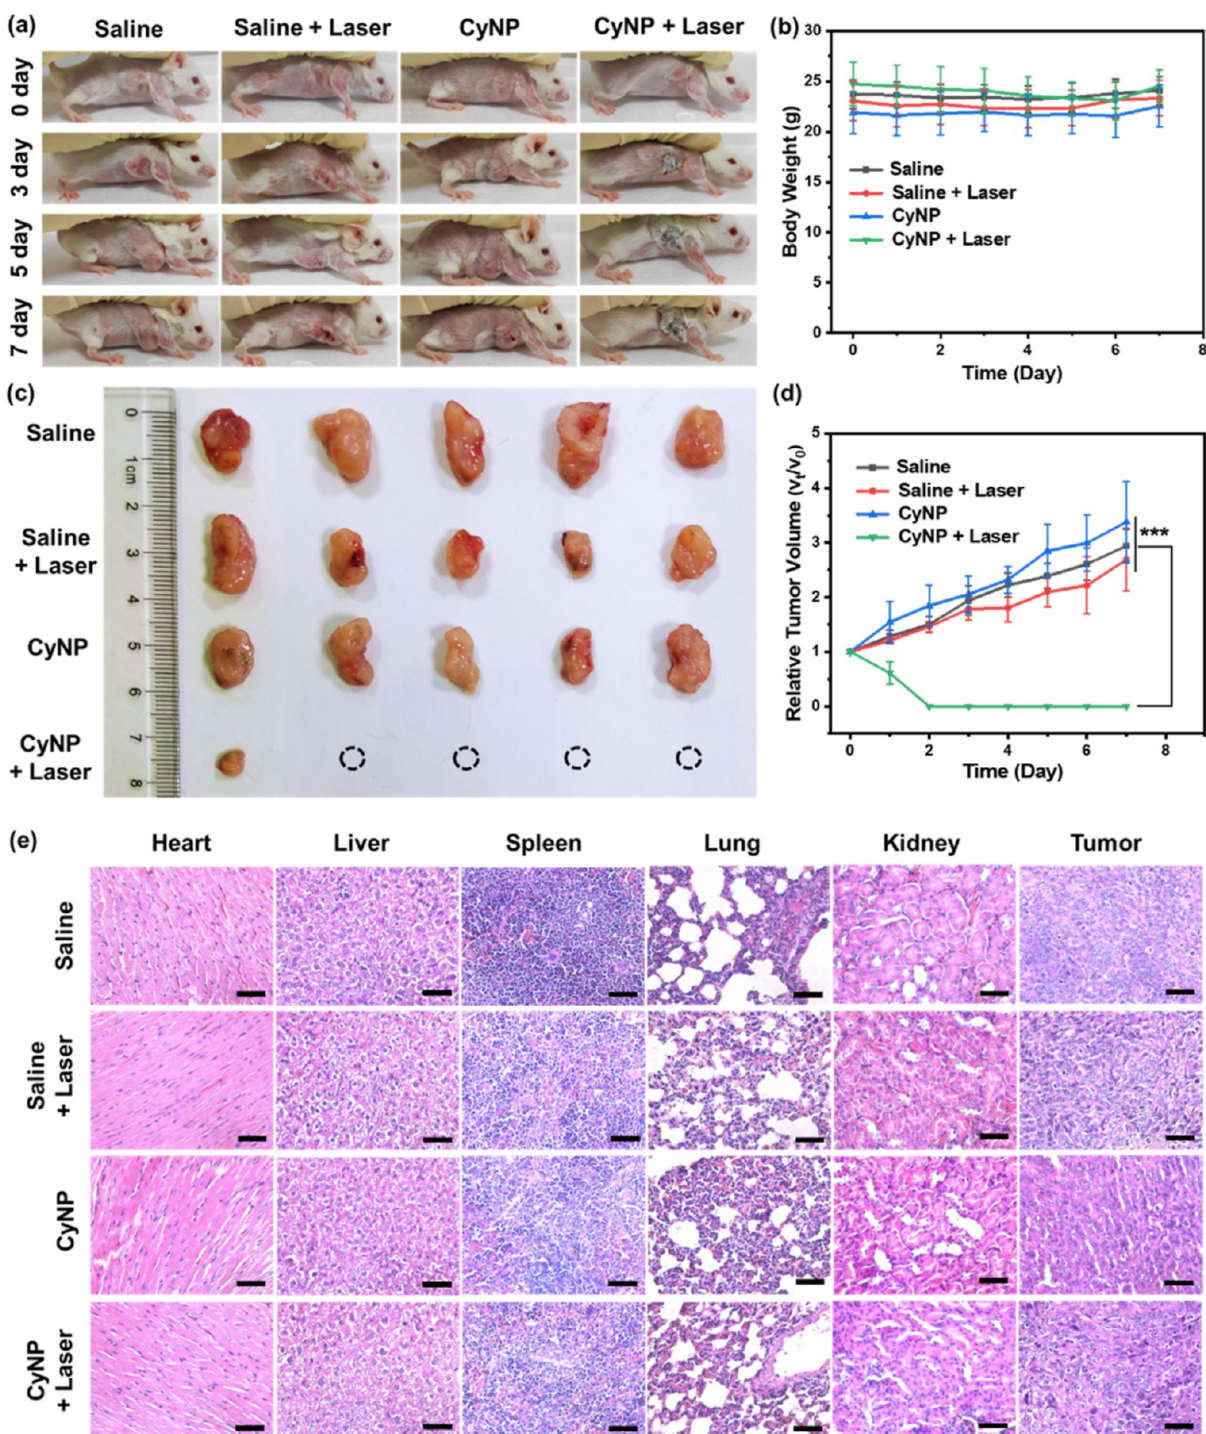 (a)
Saline
Saline + Laser
CyNP
CyNP + Laser
0 day
3 day
5 day
7 day
(b)
Body Weight (g)
30
25
20
15
10
5
0
Saline
Saline + Laser
CyNP
CyNP + Laser
0 2 4 6 8
Time (Day)
(c)
Saline
Saline
+ Laser
CyNP
CyNP
+ Laser
0
1cm
2
3
4
5
6
7
8
(d)
Relative Tumor Volume (vt/v0)
5
4
3
2
1
0
Saline
Saline + Laser
CyNP
CyNP + Laser
***
0 2 4 6 8
Time (Day)
(e)
Heart Liver Spleen Lung Kidney Tumor
Saline
Saline
+ Laser
CyNP
CyNP
+ Laser